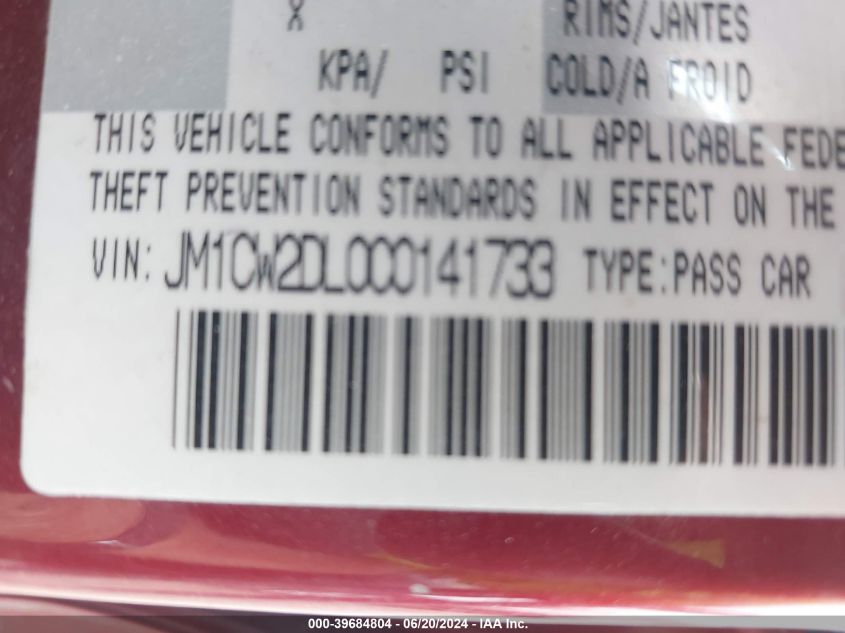 X RIMS/JANTES
KPA/ PSI COLD/A FROID
THIS VEHICLE CONFORMS TO ALL APPLICABLE FEDE
THEFT PREVENTION STANDARDS IN EFFECT ON THE
VIN: JM1CW2DL0C0141733 TYPE:PASS CAR
000-39684804 - 06/20/2024 - IAA Inc.